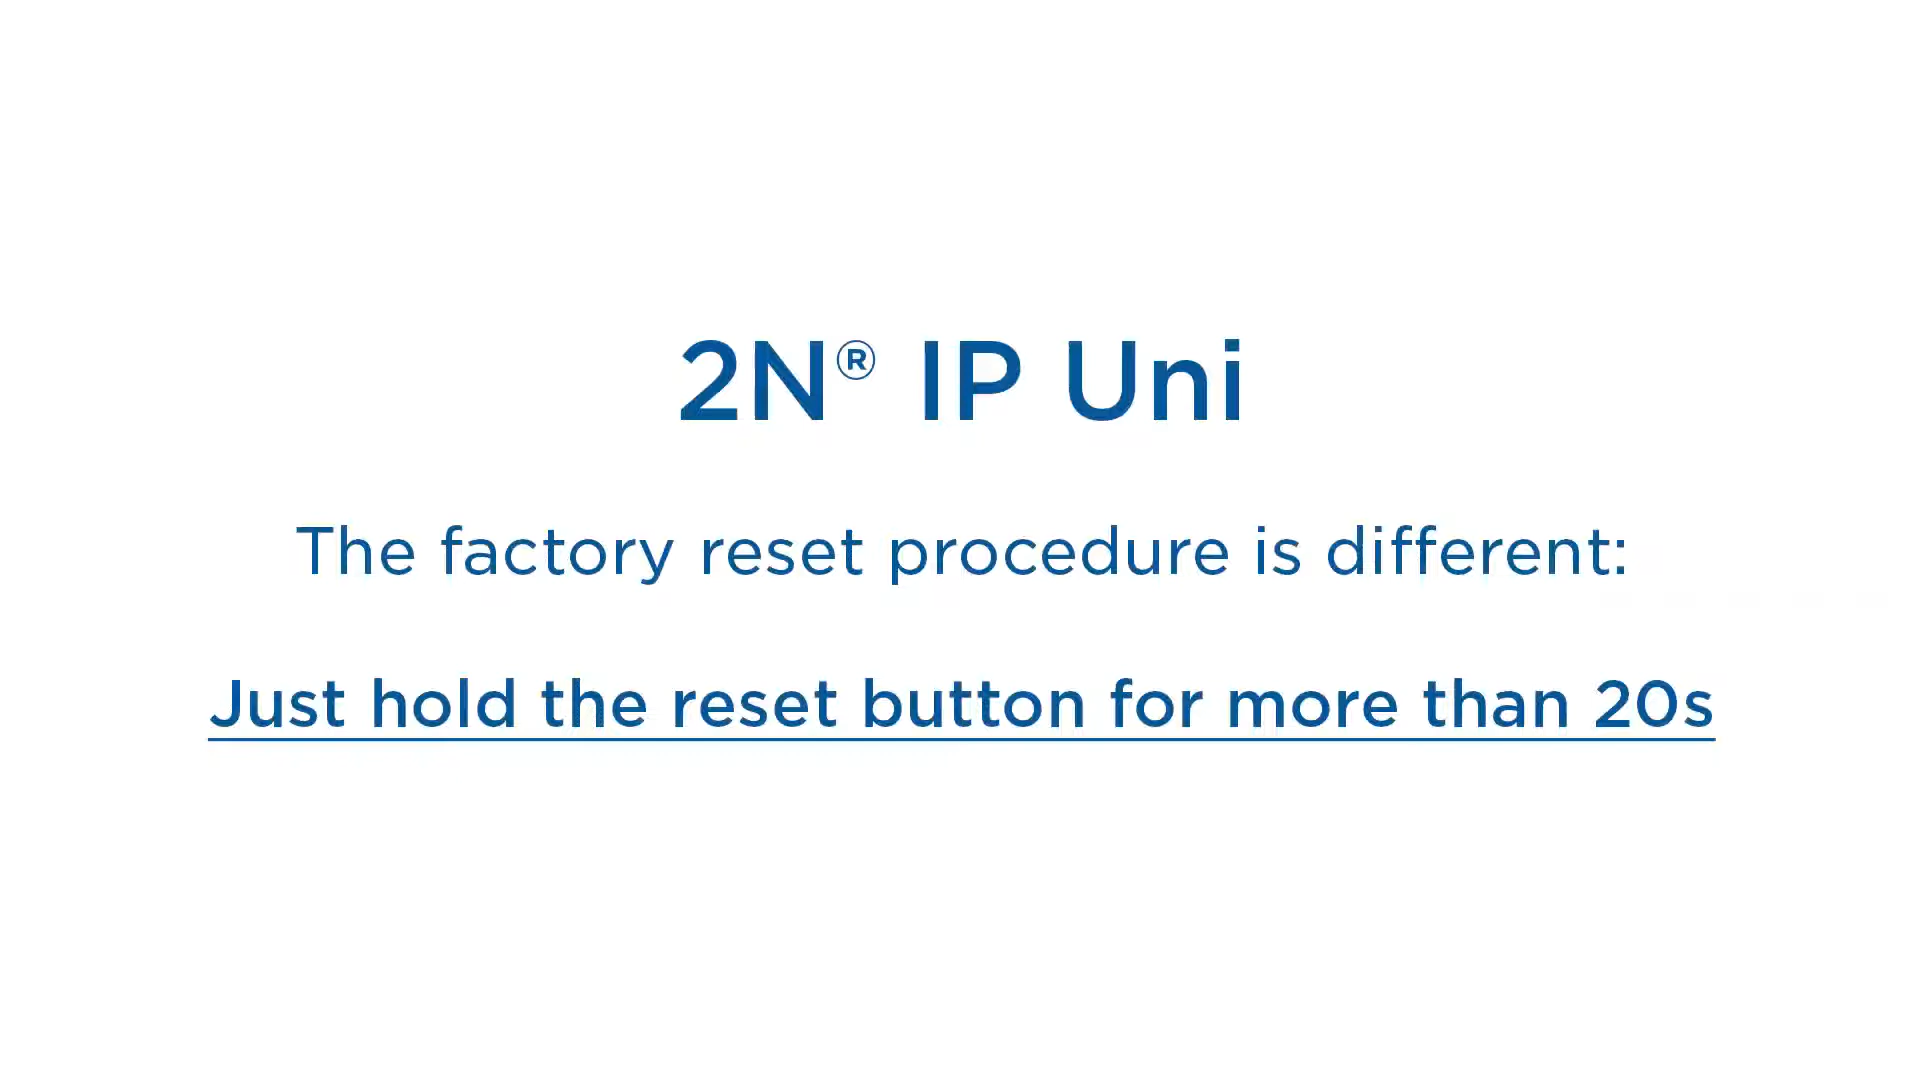 2N® IP Uni
The factory reset procedure is different:
Just hold the reset button for more than 20s